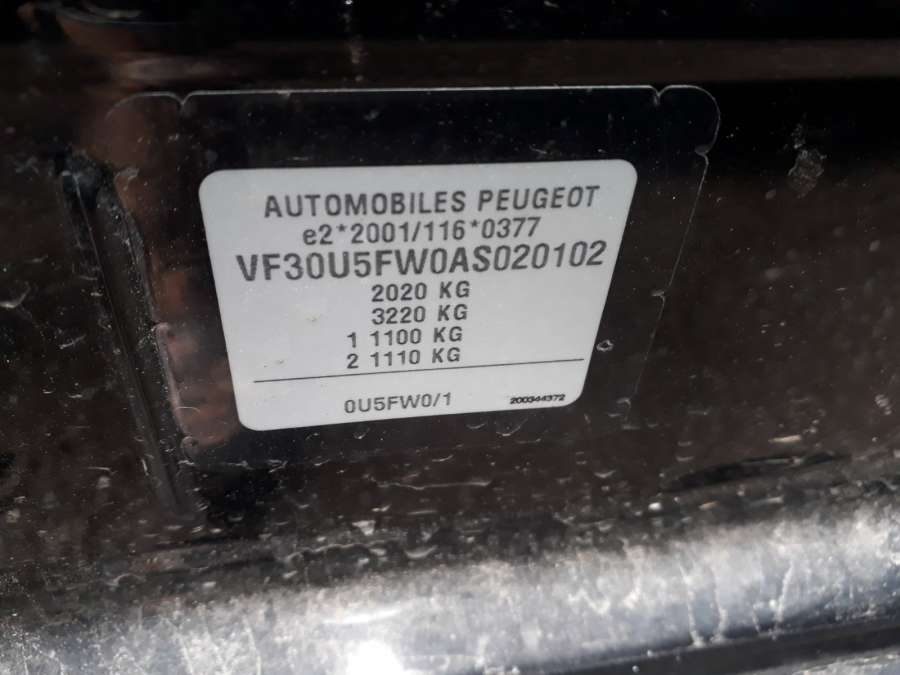 AUTOMOBILES PEUGEOT
e2*2001/116*0377
VF30U5FW0AS020102
2020 KG
3220 KG
1 1100 KG
2 1110 KG
0U5FW0/1
200344372